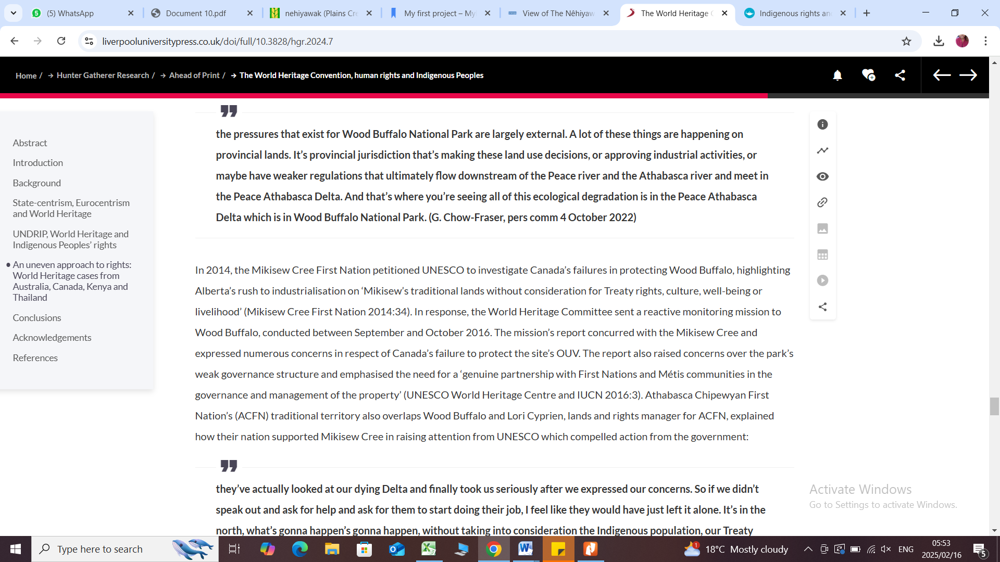 (5) WhatsApp
Document 10.pdf
nehiyawak (Plains Cre
My first project – My
View of The Nêhiyaw
The World Heritage C
Indigenous rights an
liverpooluniversitypress.co.uk/doi/full/10.3828/hgr.2024.7
Home / → Hunter Gatherer Research / → Ahead of Print / → The World Heritage Convention, human rights and Indigenous Peoples
Abstract
Introduction
Background
State-centrism, Eurocentrism
and World Heritage
UNDRIP, World Heritage and
Indigenous Peoples’ rights
An uneven approach to rights:
World Heritage cases from
Australia, Canada, Kenya and
Thailand
Conclusions
Acknowledgements
References
the pressures that exist for Wood Buffalo National Park are largely external. A lot of these things are happening on
provincial lands. It’s provincial jurisdiction that’s making these land use decisions, or approving industrial activities, or
maybe have weaker regulations that ultimately flow downstream of the Peace river and the Athabasca river and meet in
the Peace Athabasca Delta. And that’s where you’re seeing all of this ecological degradation is in the Peace Athabasca
Delta which is in Wood Buffalo National Park. (G. Chow-Fraser, pers comm 4 October 2022)
In 2014, the Mikisew Cree First Nation petitioned UNESCO to investigate Canada’s failures in protecting Wood Buffalo, highlighting
Alberta’s rush to industrialisation on ‘Mikisew’s traditional lands without consideration for Treaty rights, culture, well-being or
livelihood’ (Mikisew Cree First Nation 2014:34). In response, the World Heritage Committee sent a reactive monitoring mission to
Wood Buffalo, conducted between September and October 2016. The mission’s report concurred with the Mikisew Cree and
expressed numerous concerns in respect of Canada’s failure to protect the site’s OUV. The report also raised concerns over the park’s
weak governance structure and emphasised the need for a ‘genuine partnership with First Nations and Métis communities in the
governance and management of the property’ (UNESCO World Heritage Centre and IUCN 2016:3). Athabasca Chipewyan First
Nation’s (ACFN) traditional territory also overlaps Wood Buffalo and Lori Cyprien, lands and rights manager for ACFN, explained
how their nation supported Mikisew Cree in raising attention from UNESCO which compelled action from the government:
they’ve actually looked at our dying Delta and finally took us seriously after we expressed our concerns. So if we didn’t
speak out and ask for help and ask for them to start doing their job, I feel like they would have just left it alone. It’s in the
north, what’s gonna happen’s gonna happen, without taking into consideration the Indigenous population, our Treaty
Activate Windows
Go to Settings to activate Windows.
Type here to search
1
18°C Mostly cloudy
ENG
05:53
2025/02/16
5